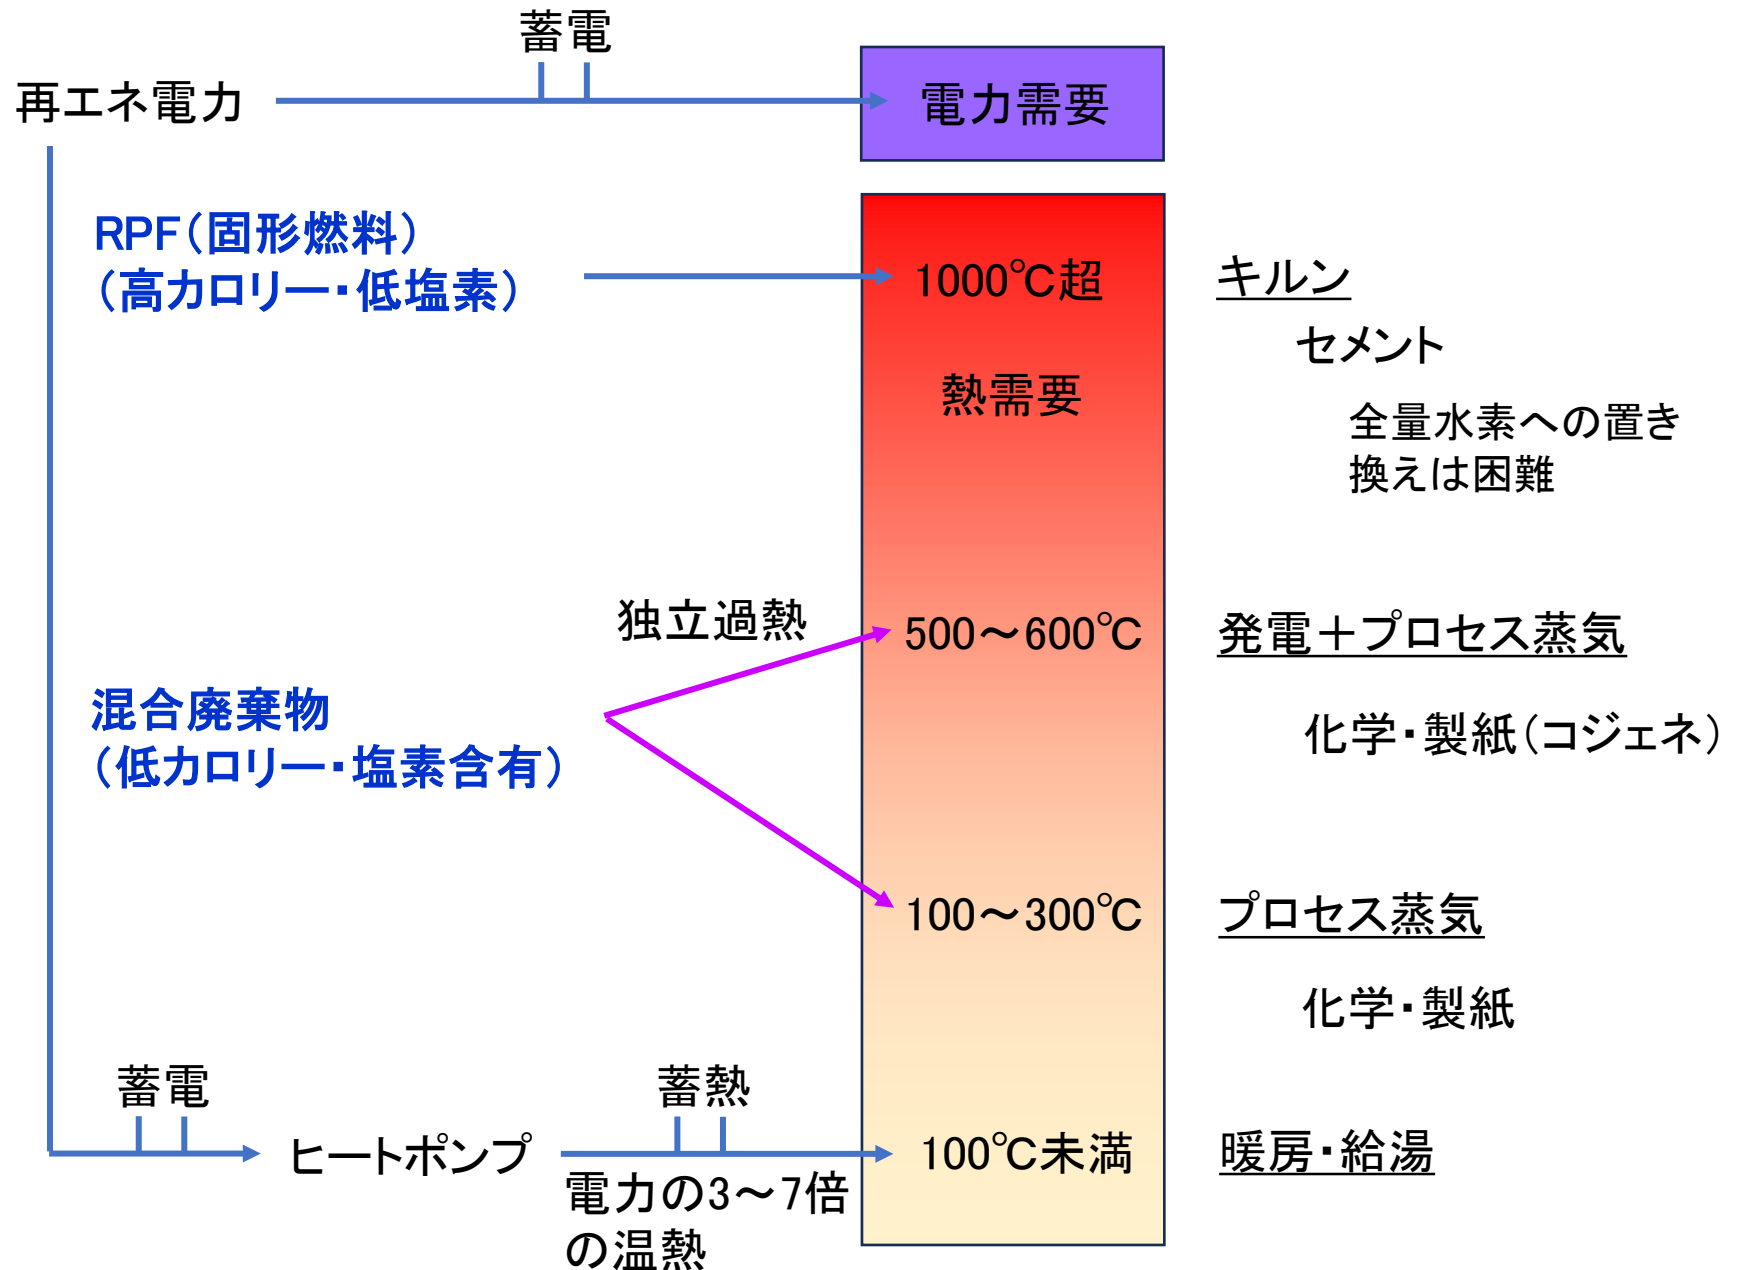 蓄電
再エネ電力
電力需要
RPF（固形燃料）
（高カロリー・低塩素）
1000℃超
キルン
セメント
熱需要
全量水素への置き
換えは困難
独立過熱
500～600℃
発電＋プロセス蒸気
混合廃棄物
（低カロリー・塩素含有）
化学・製紙（コジェネ）
100～300℃
プロセス蒸気
化学・製紙
蓄電
蓄熱
ヒートポンプ
100℃未満
暖房・給湯
電力の3～7倍
の温熱